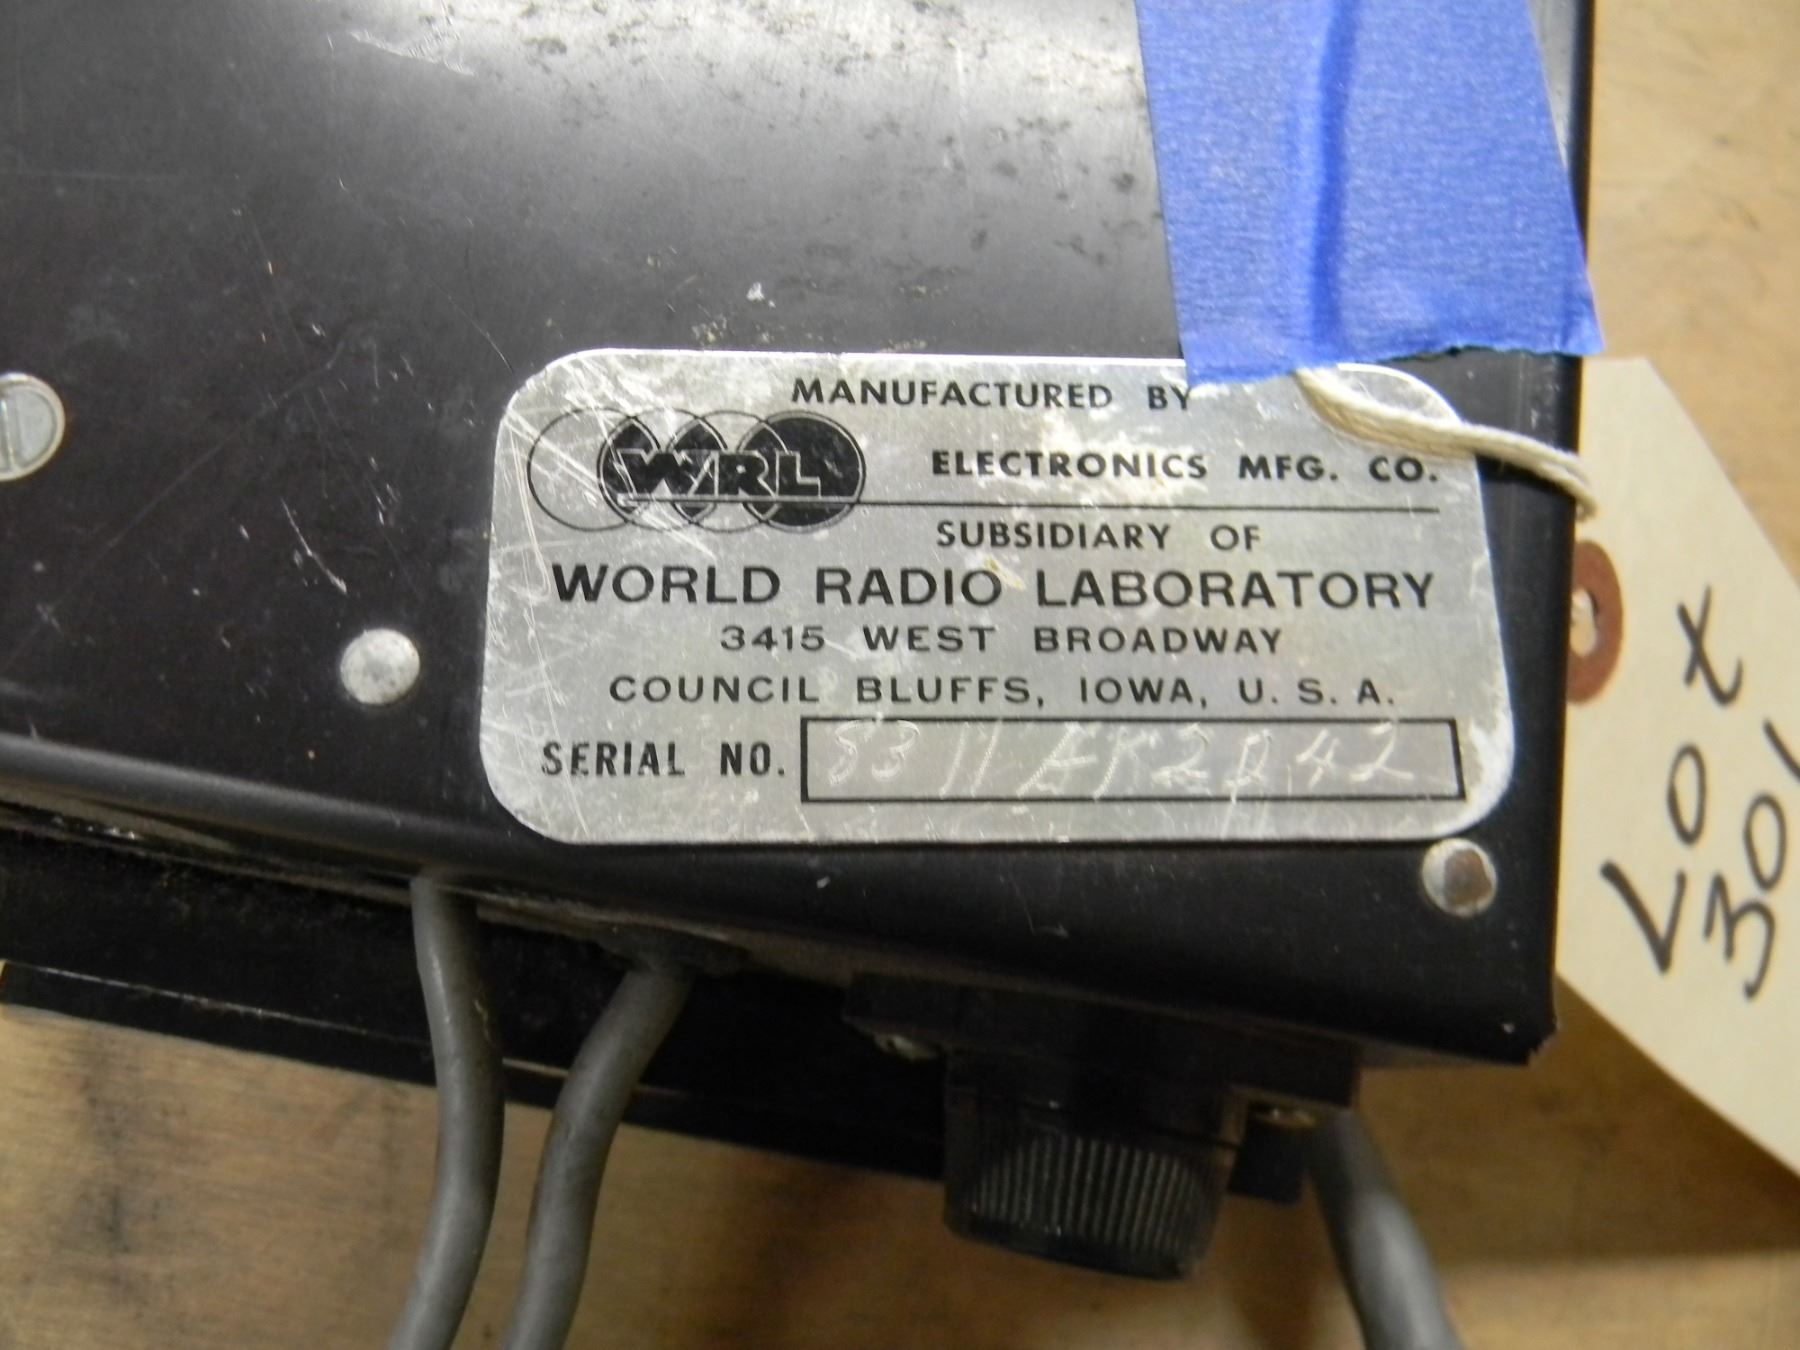 MANUFACTURED BY
WRL
ELECTRONICS MFG. CO.
SUBSIDIARY OF
WORLD RADIO LABORATORY
3415 WEST BROADWAY
COUNCIL BLUFFS, IOWA, U. S. A.
SERIAL NO.
Lot
301